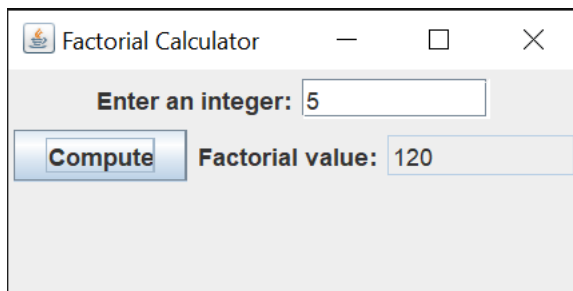 Factorial Calculator
Enter an integer: 5
Compute Factorial value: 120